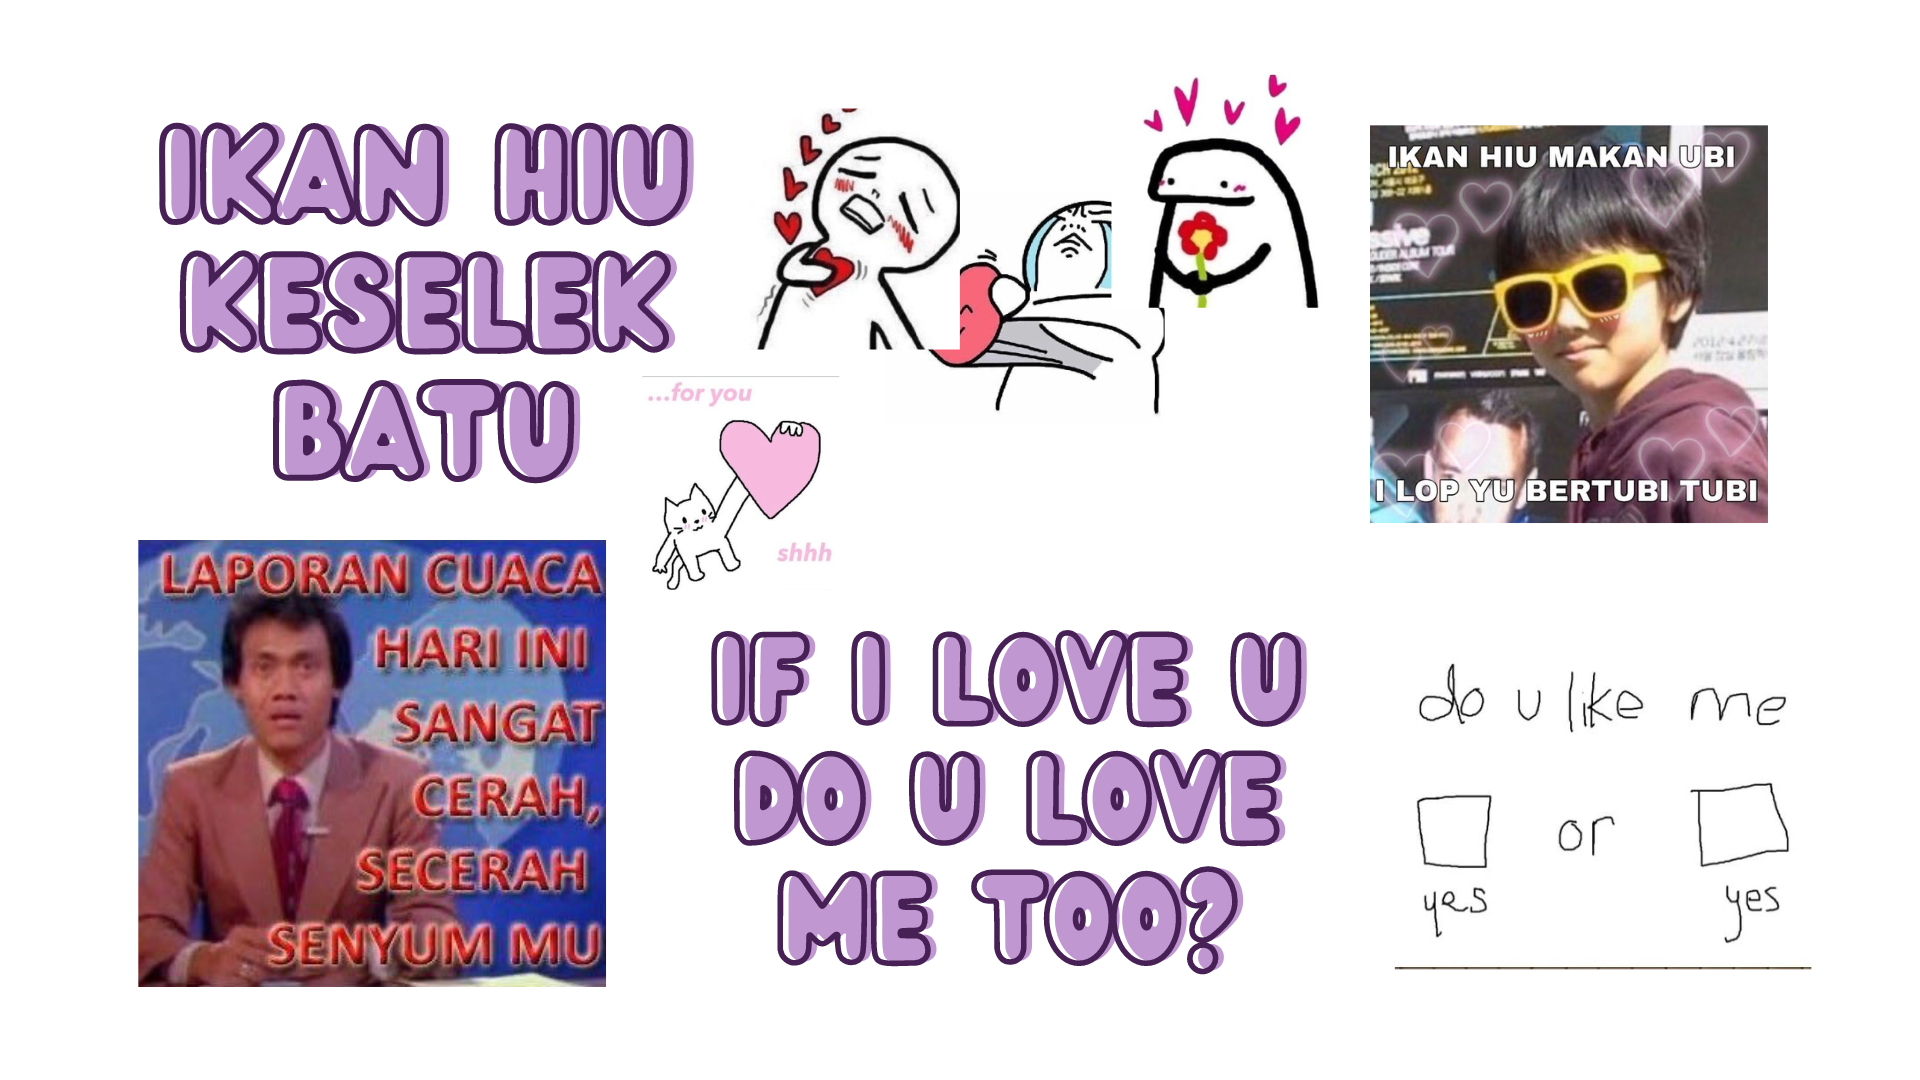 IKAN HIU
KESELEK
BATU
...for you
shhh
IKAN HIU MAKAN UBI
I LOP YU BERTUBI TUBI
LAPORAN CUACA
HARI INI
SANGAT
CERAH,
SECERAH
SENYUM MU
IF I LOVE U
DO U LOVE
ME TOO?
do u like me
or
yes yes